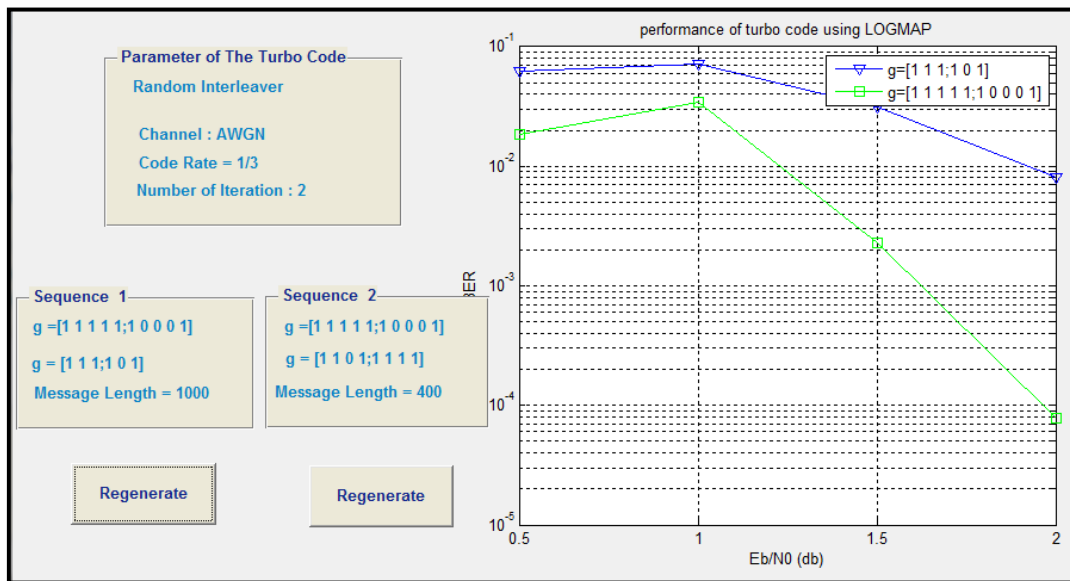 Parameter of The Turbo Code
Random Interleaver
Channel : AWGN
Code Rate = 1/3
Number of Iteration : 2
Sequence 1
g =[1 1 1 1 1;1 0 0 0 1]
g = [1 1 1;1 0 1]
Message Length = 1000
Regenerate
Sequence 2
g =[1 1 1 1 1;1 0 0 0 1]
g = [1 1 0 1;1 1 1 1]
Message Length = 400
Regenerate
performance of turbo code using LOGMAP
g=[1 1 1;1 0 1]
g=[1 1 1 1 1;1 0 0 0 1]
10^-1
10^-2
10^-3
10^-4
10^-5
BER
0.5 1 1.5 2
Eb/N0 (db)